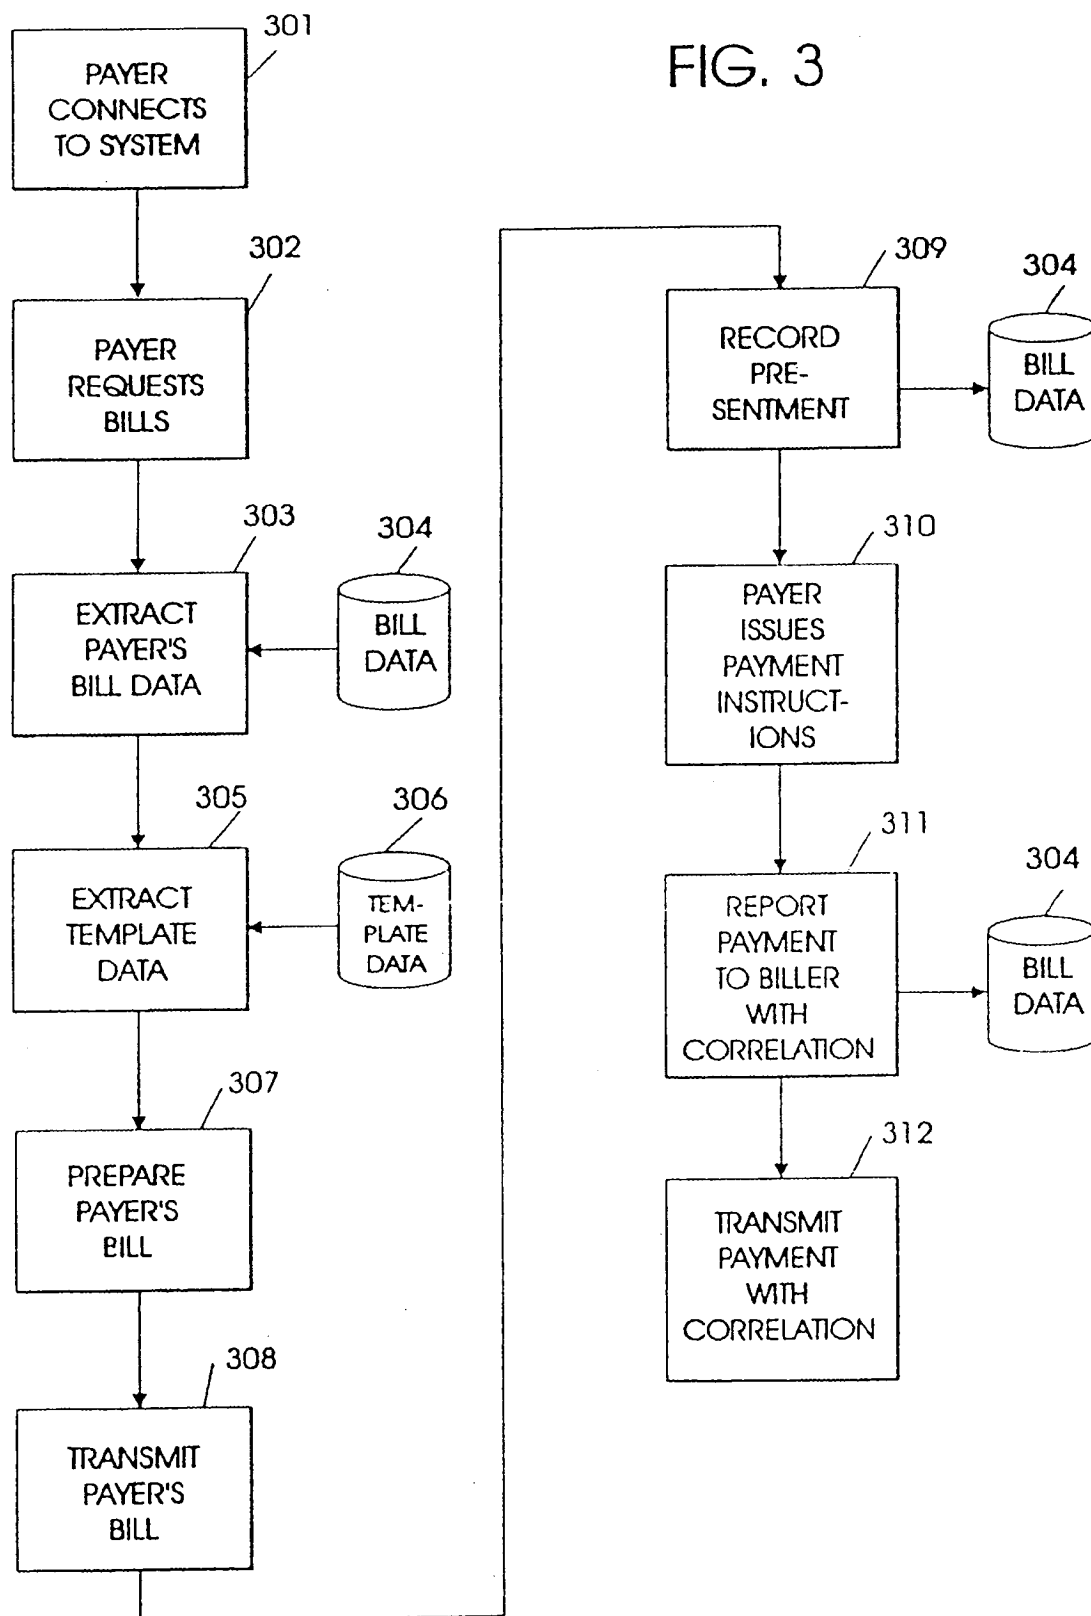 FIG. 3
301
PAYER
CONNECTS
TO SYSTEM
302
PAYER
REQUESTS
BILLS
303
EXTRACT
PAYER'S
BILL DATA
304
BILL
DATA
305
EXTRACT
TEMPLATE
DATA
306
TEM-
PLATE
DATA
307
PREPARE
PAYER'S
BILL
308
TRANSMIT
PAYER'S
BILL
309
RECORD
PRE-
SENTMENT
304
BILL
DATA
310
PAYER
ISSUES
PAYMENT
INSTRUCT-
IONS
311
REPORT
PAYMENT
TO BILLER
WITH
CORRELATION
304
BILL
DATA
312
TRANSMIT
PAYMENT
WITH
CORRELATION